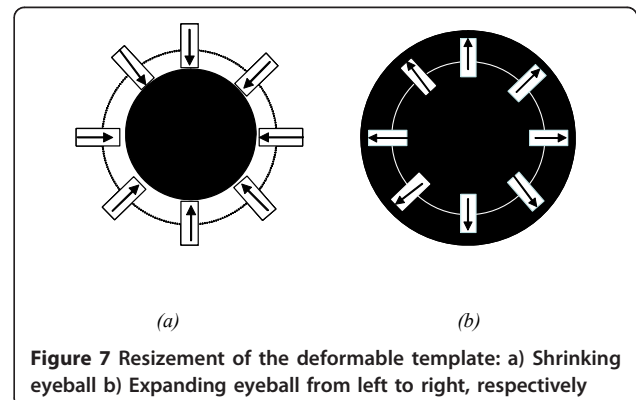 (a) (b)
Figure 7 Resizement of the deformable template: a) Shrinking
eyeball b) Expanding eyeball from left to right, respectively